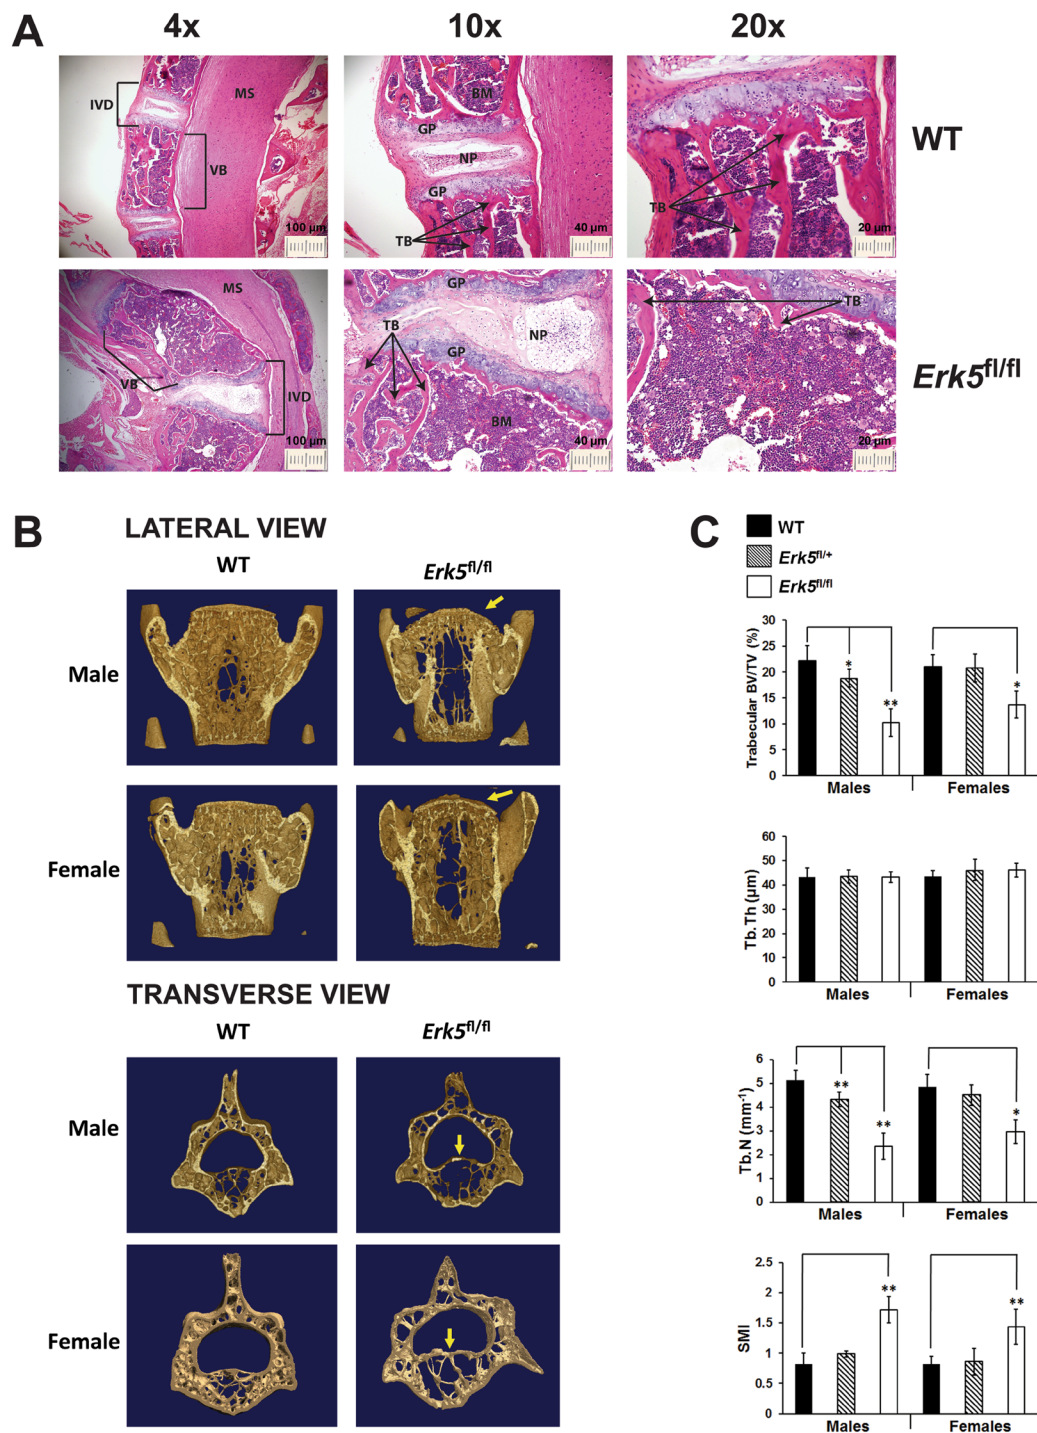 A
4x
10x
20x
IVD
MS
VB
100 µm
BM
GP
NP
GP
TB
40 µm
TB
20 µm
WT
MS
VB
IVD
100 µm
GP
TB
NP
GP
BM
40 µm
TB
20 µm
Erk5fl/fl
B
LATERAL VIEW
WT
Erk5fl/fl
Male
Female
TRANSVERSE VIEW
WT
Erk5fl/fl
Male
Female
C
WT
Erk5fl/+
Erk5fl/fl
Trabecular BV/TV (%)
30
25
20
15
10
5
0
*
**
*
Males
Females
Tb.Th (µm)
60
50
40
30
20
10
0
Males
Females
Tb.N (mm-1)
6
5
4
3
2
1
0
**
**
*
Males
Females
SMI
2.5
2
1.5
1
0.5
0
**
**
Males
Females